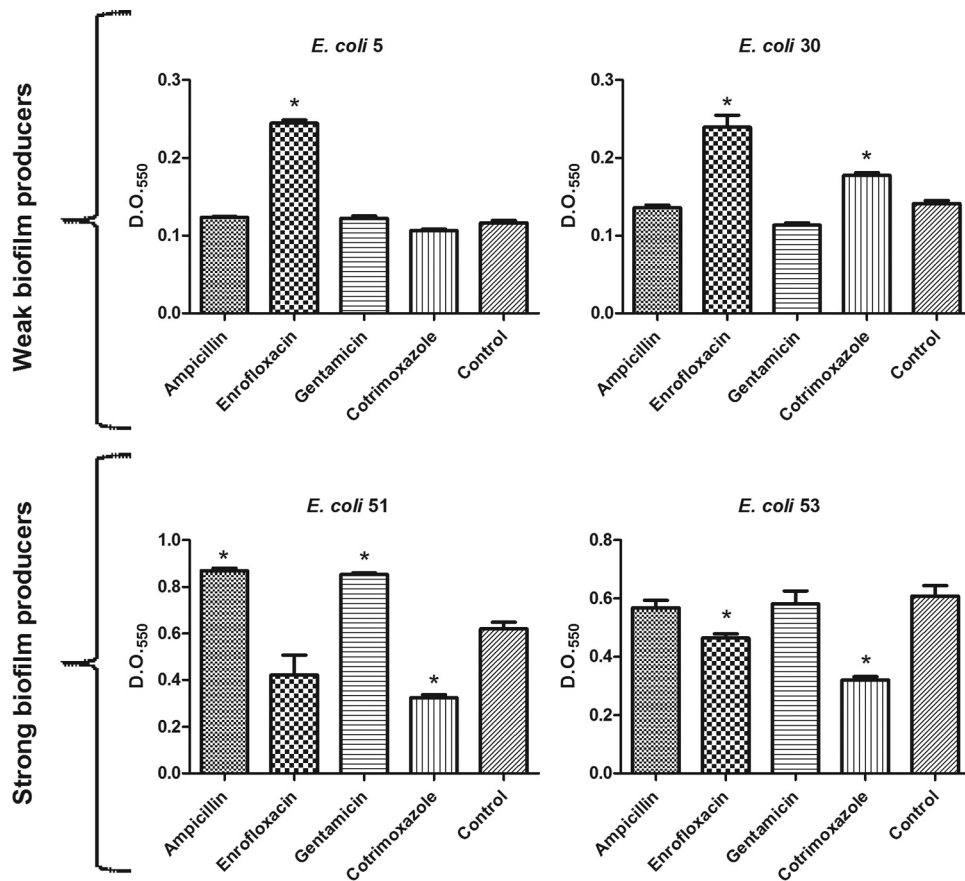 Weak biofilm producers
E. coli 5
D.O.550
0.3
0.2
0.1
0.0
*
Ampicillin
Enrofloxacin
Gentamicin
Cotrimoxazole
Control
E. coli 30
D.O.550
0.3
0.2
0.1
0.0
*
*
Ampicillin
Enrofloxacin
Gentamicin
Cotrimoxazole
Control
Strong biofilm producers
E. coli 51
D.O.550
1.0
0.8
0.6
0.4
0.2
0.0
*
*
*
Ampicillin
Enrofloxacin
Gentamicin
Cotrimoxazole
Control
E. coli 53
D.O.550
0.8
0.6
0.4
0.2
0.0
*
*
Ampicillin
Enrofloxacin
Gentamicin
Cotrimoxazole
Control